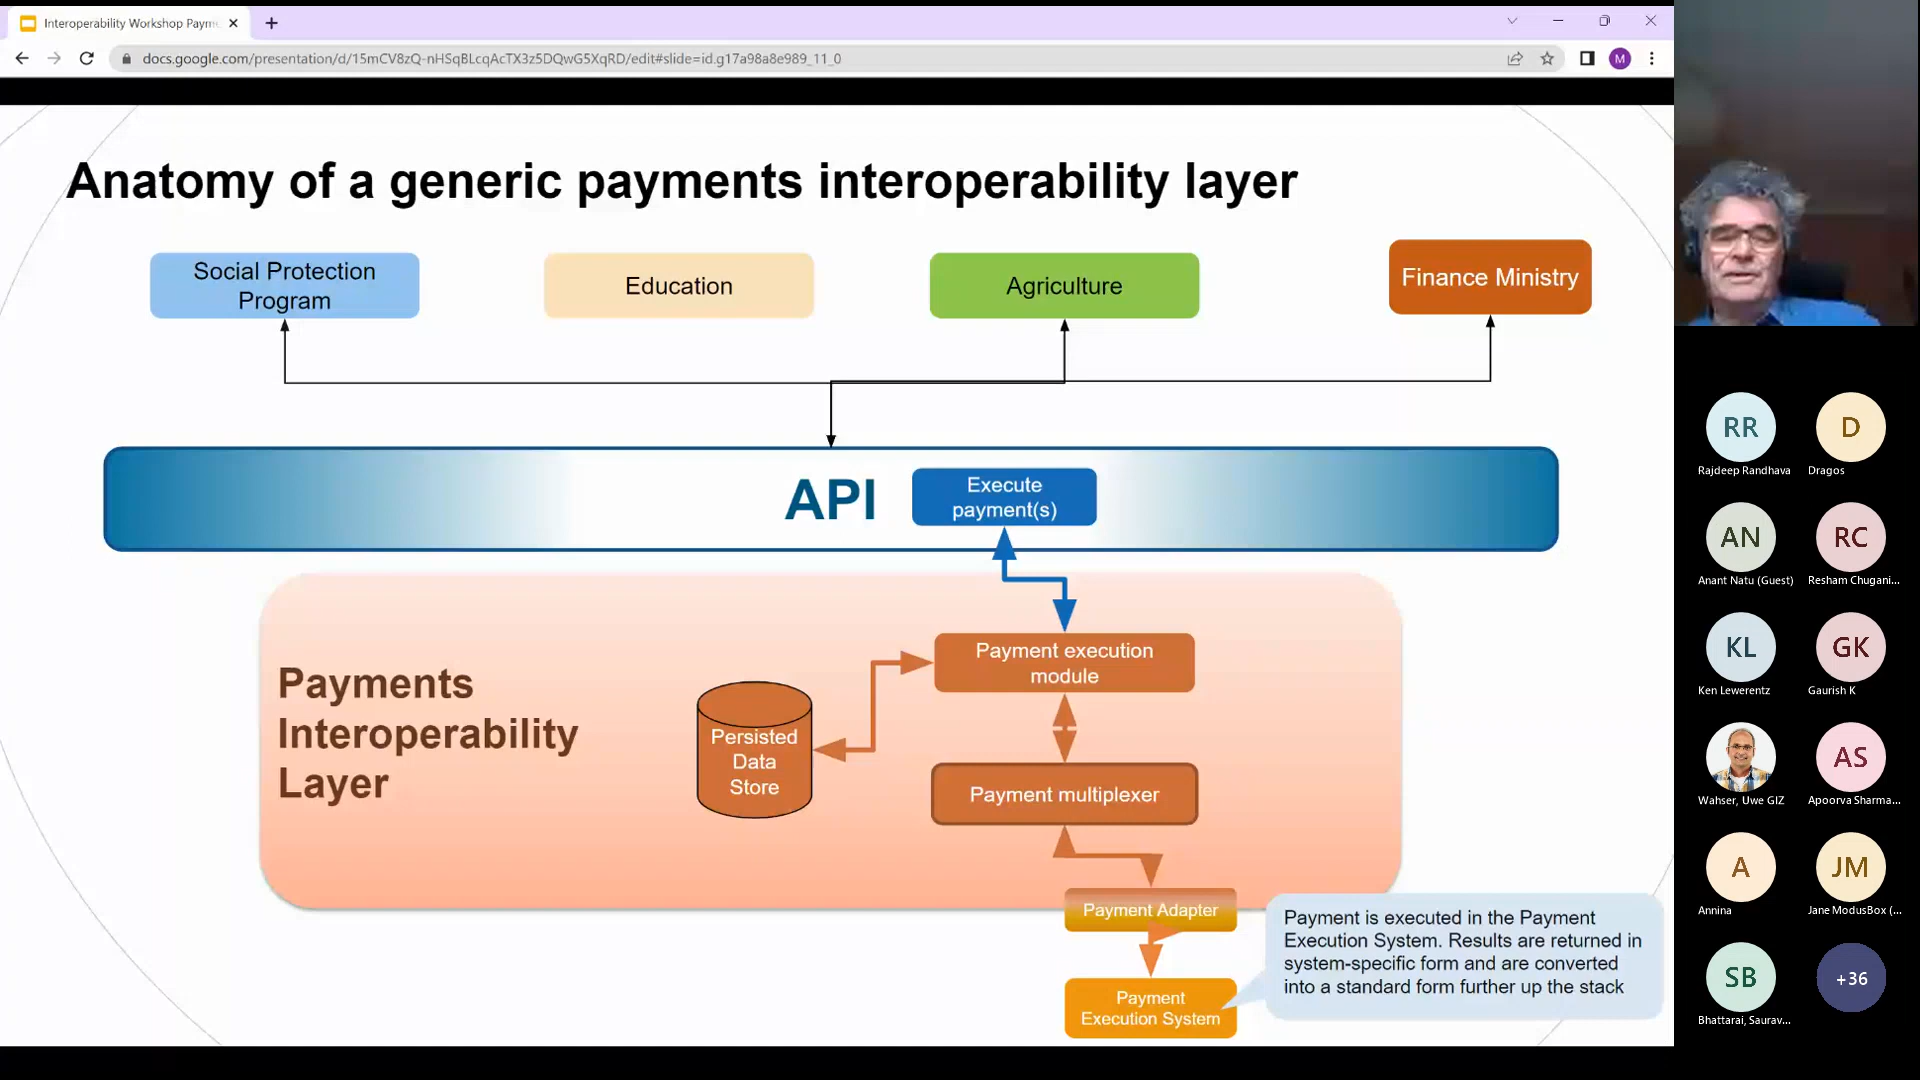 Interoperability Workshop Paym
docs.google.com/presentation/d/15mCV8zQ-nHSqBLcqAcTX3z5DQwG5XqRD/edit#slide=id.g17a98a8e989_11_0
M
Anatomy of a generic payments interoperability layer
Social Protection
Program
Education
Agriculture
Finance Ministry
API
Execute
payment(s)
Payments
Interoperability
Layer
Persisted
Data
Store
Payment execution
module
Payment multiplexer
Payment Adapter
Payment
Execution System
Payment is executed in the Payment
Execution System. Results are returned in
system-specific form and are converted
into a standard form further up the stack
RR
Rajdeep Randhava
D
Dragos
AN
Anant Natu (Guest)
RC
Resham Chugani...
KL
Ken Lewerentz
GK
Gaurish K
Wahser, Uwe GIZ
AS
Apoorva Sharma...
A
Annina
JM
Jane ModusBox (...
SB
Bhattarai, Saurav...
+36